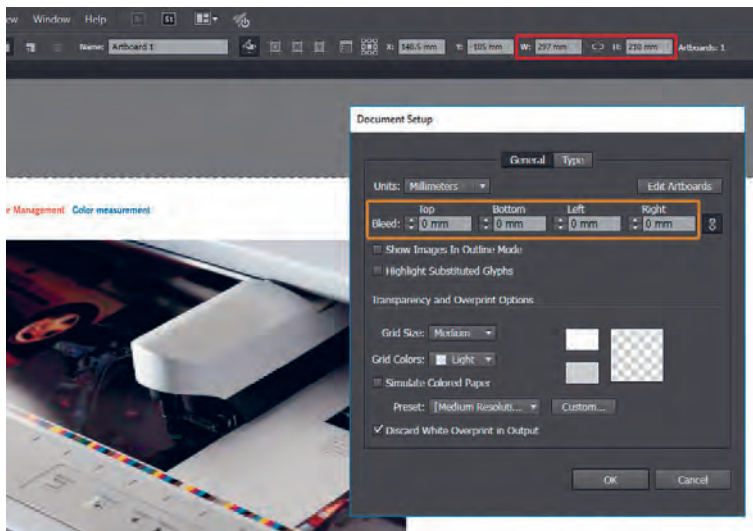 ew Window Help Br St
Name: Artboard 1 X: 148.5 mm Y: -105 mm W: 297 mm H: 210 mm Artboards: 1
Document Setup
General Type
Units: Millimeters Edit Artboards
Top Bottom Left Right
Bleed: 0 mm 0 mm 0 mm 0 mm
Show Images In Outline Mode
Highlight Substituted Glyphs
r Management Color measurement
Transparency and Overprint Options
Grid Size: Medium
Grid Colors: Light
Simulate Colored Paper
Preset: [Medium Resoluti... Custom...
Discard White Overprint in Output
OK Cancel